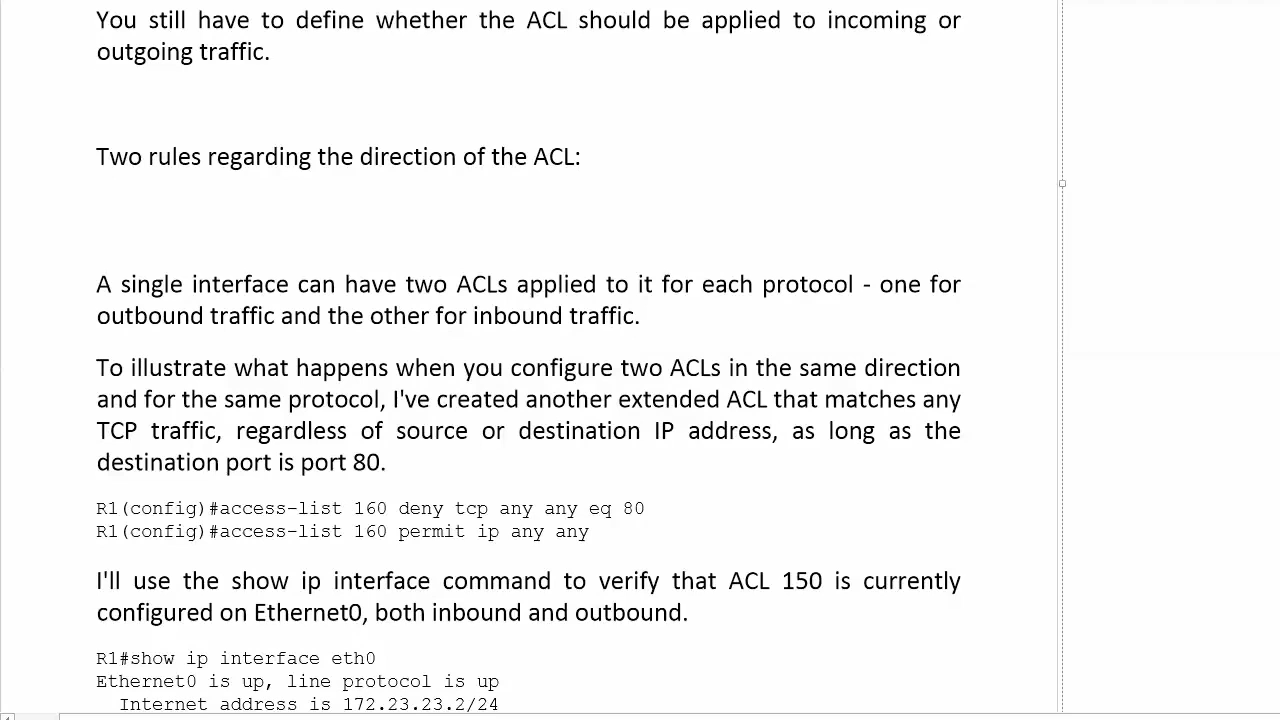 You still have to define whether the ACL should be applied to incoming or
outgoing traffic.
Two rules regarding the direction of the ACL:
A single interface can have two ACLs applied to it for each protocol - one for
outbound traffic and the other for inbound traffic.
To illustrate what happens when you configure two ACLs in the same direction
and for the same protocol, I've created another extended ACL that matches any
TCP traffic, regardless of source or destination IP address, as long as the
destination port is port 80.
R1(config)#access-list 160 deny tcp any any eq 80
R1(config)#access-list 160 permit ip any any
I'll use the show ip interface command to verify that ACL 150 is currently
configured on Ethernet0, both inbound and outbound.
R1#show ip interface eth0
Ethernet0 is up, line protocol is up
Internet address is 172.23.23.2/24